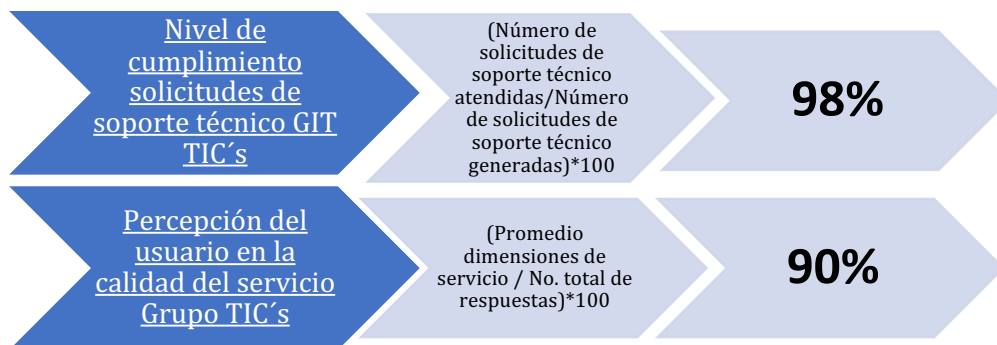 Nivel de
cumplimiento
solicitudes de
soporte técnico GIT
TIC´s
(Número de
solicitudes de
soporte técnico
atendidas/Número
de solicitudes de
soporte técnico
generadas)*100
98%
Percepción del
usuario en la
calidad del servicio
Grupo TIC´s
(Promedio
dimensiones de
servicio / No. total de
respuestas)*100
90%